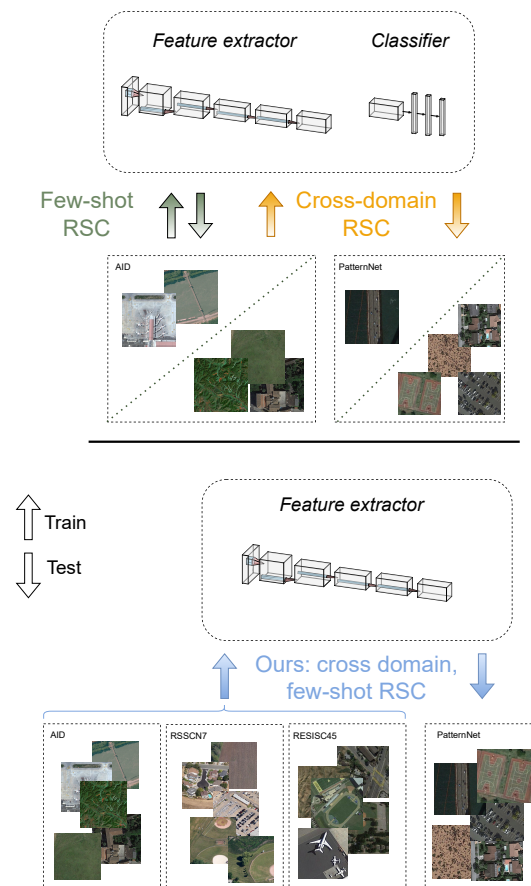 Feature extractor
Classifier
Few-shot
RSC
Cross-domain
RSC
AID
PatternNet
Train
Test
Feature extractor
Ours: cross domain,
few-shot RSC
AID
RSSCN7
RESISC45
PatternNet